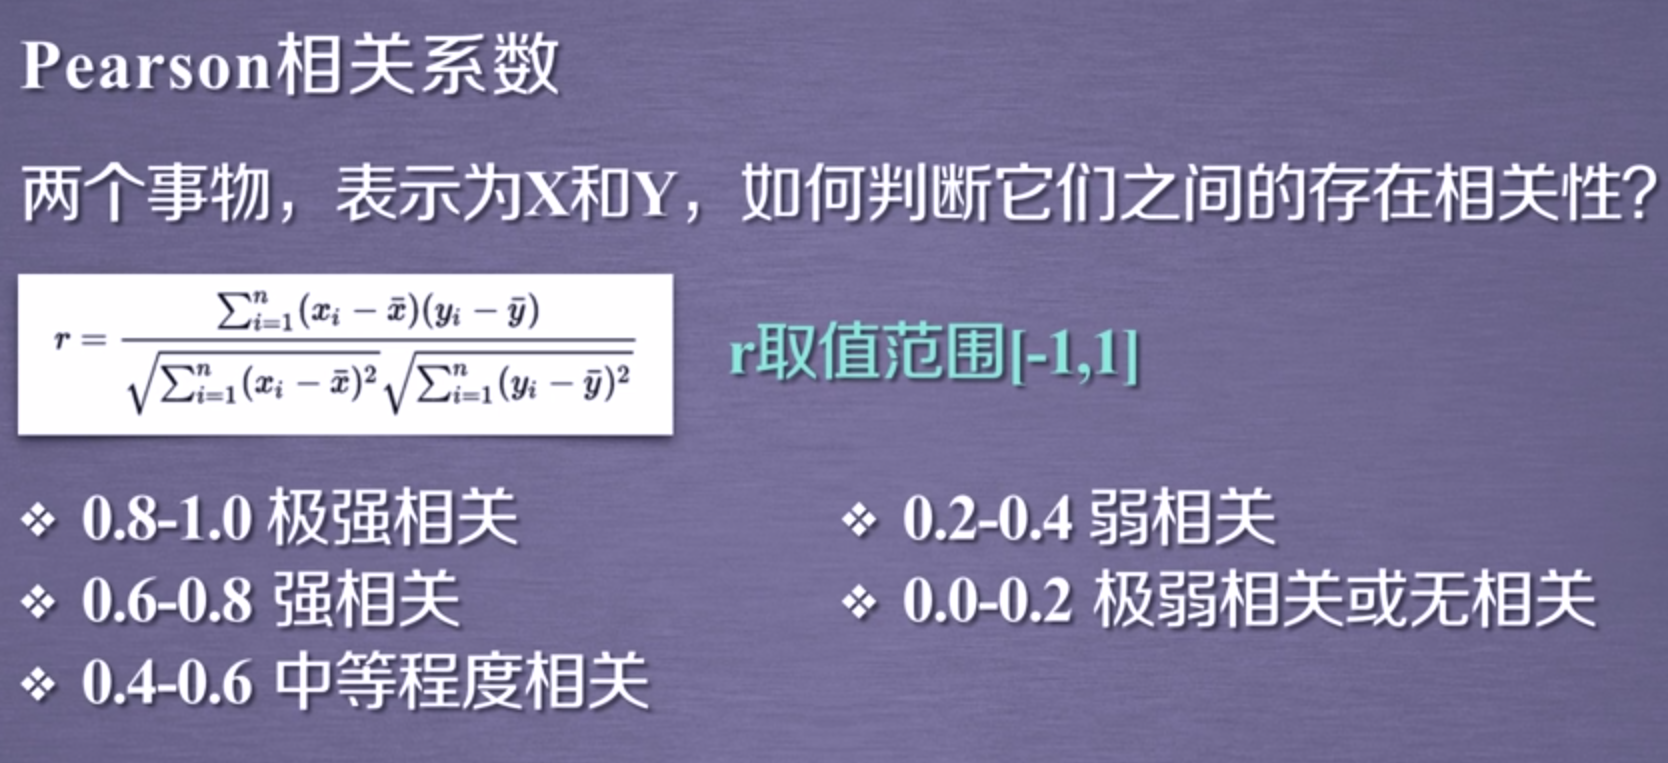 Pearson相关系数
两个事物，表示为X和Y，如何判断它们之间的存在相关性？
r = \frac{\sum_{i=1}^{n}(x_i - \bar{x})(y_i - \bar{y})}{\sqrt{\sum_{i=1}^{n}(x_i - \bar{x})^2}\sqrt{\sum_{i=1}^{n}(y_i - \bar{y})^2}}
r取值范围[-1,1]
❖ 0.8-1.0 极强相关
❖ 0.6-0.8 强相关
❖ 0.4-0.6 中等程度相关
❖ 0.2-0.4 弱相关
❖ 0.0-0.2 极弱相关或无相关